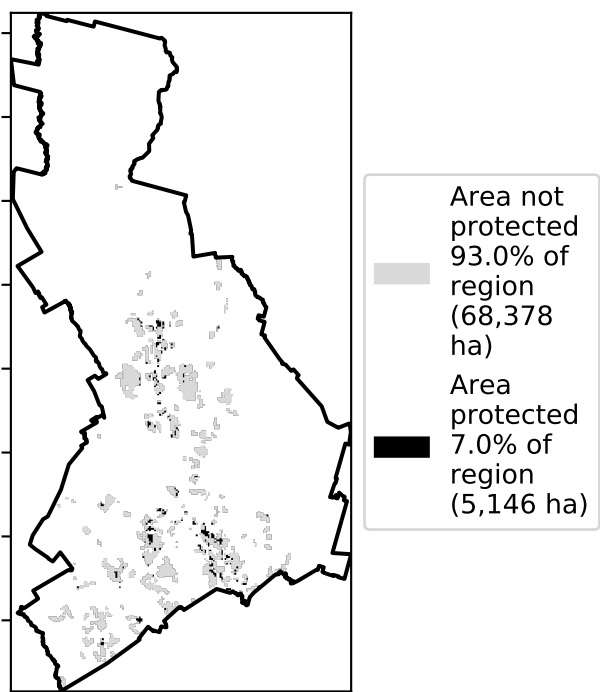 Area not
protected
93.0% of
region
(68,378
ha)
Area
protected
7.0% of
region
(5,146 ha)